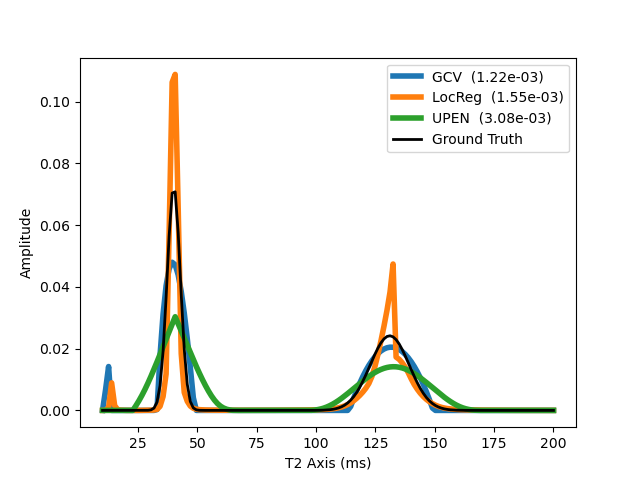 GCV (1.22e-03)
LocReg (1.55e-03)
UPEN (3.08e-03)
Ground Truth
Amplitude
0.10
0.08
0.06
0.04
0.02
0.00
25 50 75 100 125 150 175 200
T2 Axis (ms)